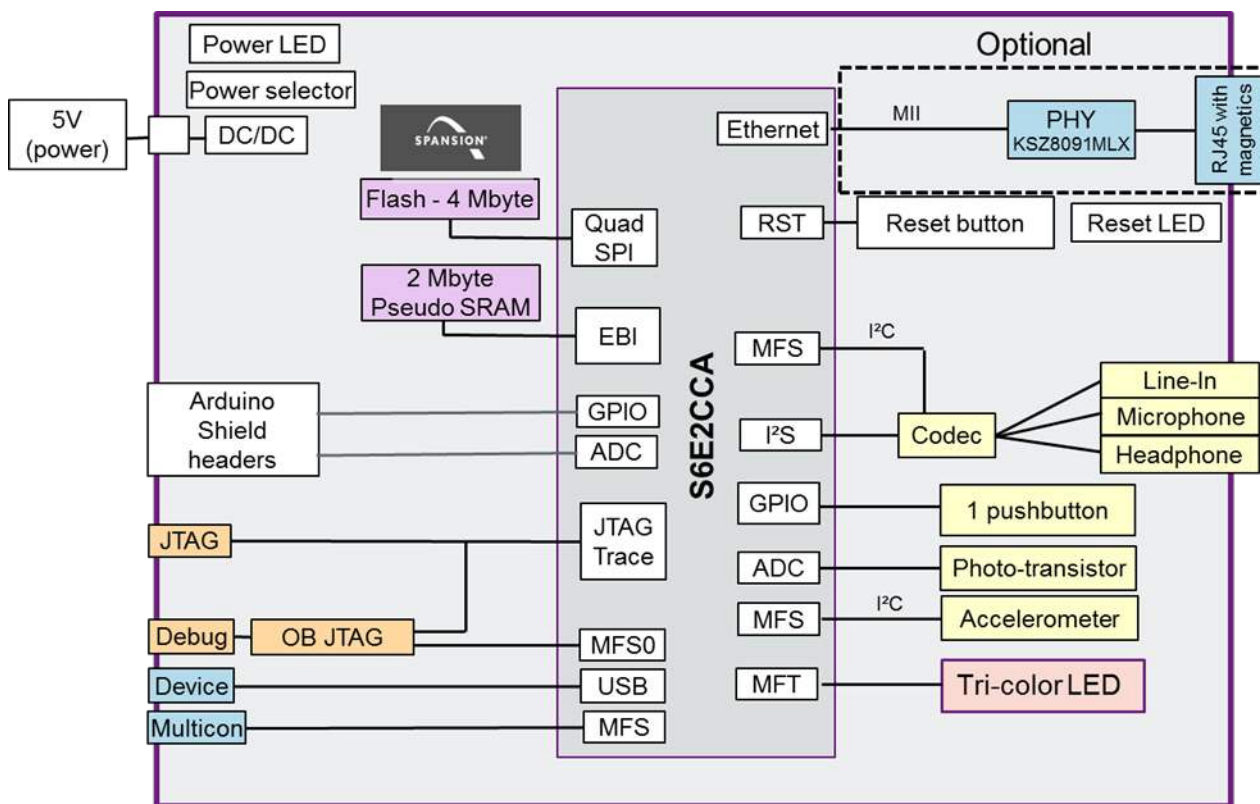 Power LED
Power selector
5V
(power)
DC/DC
SPANSION®
Flash - 4 Mbyte
2 Mbyte
Pseudo SRAM
Arduino
Shield
headers
JTAG
Debug
OB JTAG
Device
Multicon
Quad
SPI
EBI
GPIO
ADC
JTAG
Trace
MFS0
USB
MFS
S6E2CCA
Optional
Ethernet
MII
PHY
KSZ8091MLX
RJ45 with
magnetics
RST
Reset button
Reset LED
MFS
I²C
I²S
Codec
Line-In
Microphone
Headphone
GPIO
1 pushbutton
ADC
Photo-transistor
MFS
I²C
Accelerometer
MFT
Tri-color LED